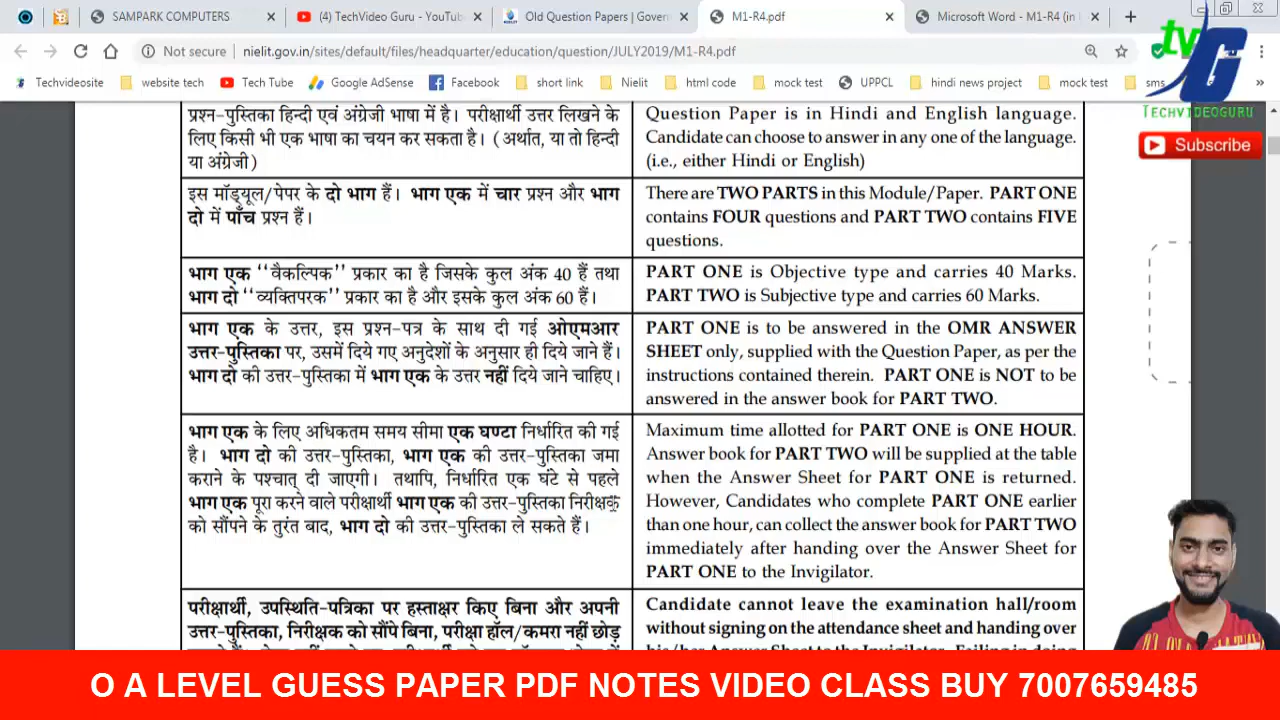 SAMPARK COMPUTERS
(4) TechVideo Guru - YouTu
Old Question Papers | Gover
M1-R4.pdf
Microsoft Word - M1-R4 (in
Not secure
nielit.gov.in/sites/default/files/headquarter/education/question/JULY2019/M1-R4.pdf
Techvideosite
website tech
Tech Tube
Google AdSense
Facebook
short link
Nielit
html code
mock test
UPPCL
hindi news project
mock test
sms
»
tv
G
TECHVIDEOGURU
Subscribe
प्रश्न-पुस्तिका हिन्दी एवं अंग्रेजी भाषा में है। परीक्षार्थी उत्तर लिखने के
लिए किसी भी एक भाषा का चयन कर सकता है। (अर्थात, या तो हिन्दी
या अंग्रेजी)
Question Paper is in Hindi and English language.
Candidate can choose to answer in any one of the language.
(i.e., either Hindi or English)
इस मॉड्यूल/पेपर के दो भाग हैं। भाग एक में चार प्रश्न और भाग
दो में पाँच प्रश्न हैं।
There are TWO PARTS in this Module/Paper. PART ONE
contains FOUR questions and PART TWO contains FIVE
questions.
भाग एक “वैकल्पिक” प्रकार का है जिसके कुल अंक 40 हैं तथा
भाग दो “व्यक्तिपरक” प्रकार का है और इसके कुल अंक 60 हैं।
PART ONE is Objective type and carries 40 Marks.
PART TWO is Subjective type and carries 60 Marks.
भाग एक के उत्तर, इस प्रश्न-पत्र के साथ दी गई ओएमआर
उत्तर-पुस्तिका पर, उसमें दिये गए अनुदेशों के अनुसार ही दिये जाने हैं।
भाग दो की उत्तर-पुस्तिका में भाग एक के उत्तर नहीं दिये जाने चाहिए।
PART ONE is to be answered in the OMR ANSWER
SHEET only, supplied with the Question Paper, as per the
instructions contained therein. PART ONE is NOT to be
answered in the answer book for PART TWO.
भाग एक के लिए अधिकतम समय सीमा एक घण्टा निर्धारित की गई
है। भाग दो की उत्तर-पुस्तिका, भाग एक की उत्तर-पुस्तिका जमा
कराने के पश्चात् दी जाएगी। तथापि, निर्धारित एक घंटे से पहले
भाग एक पूरा करने वाले परीक्षार्थी भाग एक की उत्तर-पुस्तिका निरीक्षक
को सौंपने के तुरंत बाद, भाग दो की उत्तर-पुस्तिका ले सकते हैं।
Maximum time allotted for PART ONE is ONE HOUR.
Answer book for PART TWO will be supplied at the table
when the Answer Sheet for PART ONE is returned.
However, Candidates who complete PART ONE earlier
than one hour, can collect the answer book for PART TWO
immediately after handing over the Answer Sheet for
PART ONE to the Invigilator.
परीक्षार्थी, उपस्थिति-पत्रिका पर हस्ताक्षर किए बिना और अपनी
उत्तर-पुस्तिका, निरीक्षक को सौंपे बिना, परीक्षा हॉल/कमरा नहीं छोड़
Candidate cannot leave the examination hall/room
without signing on the attendance sheet and handing over
O A LEVEL GUESS PAPER PDF NOTES VIDEO CLASS BUY 7007659485